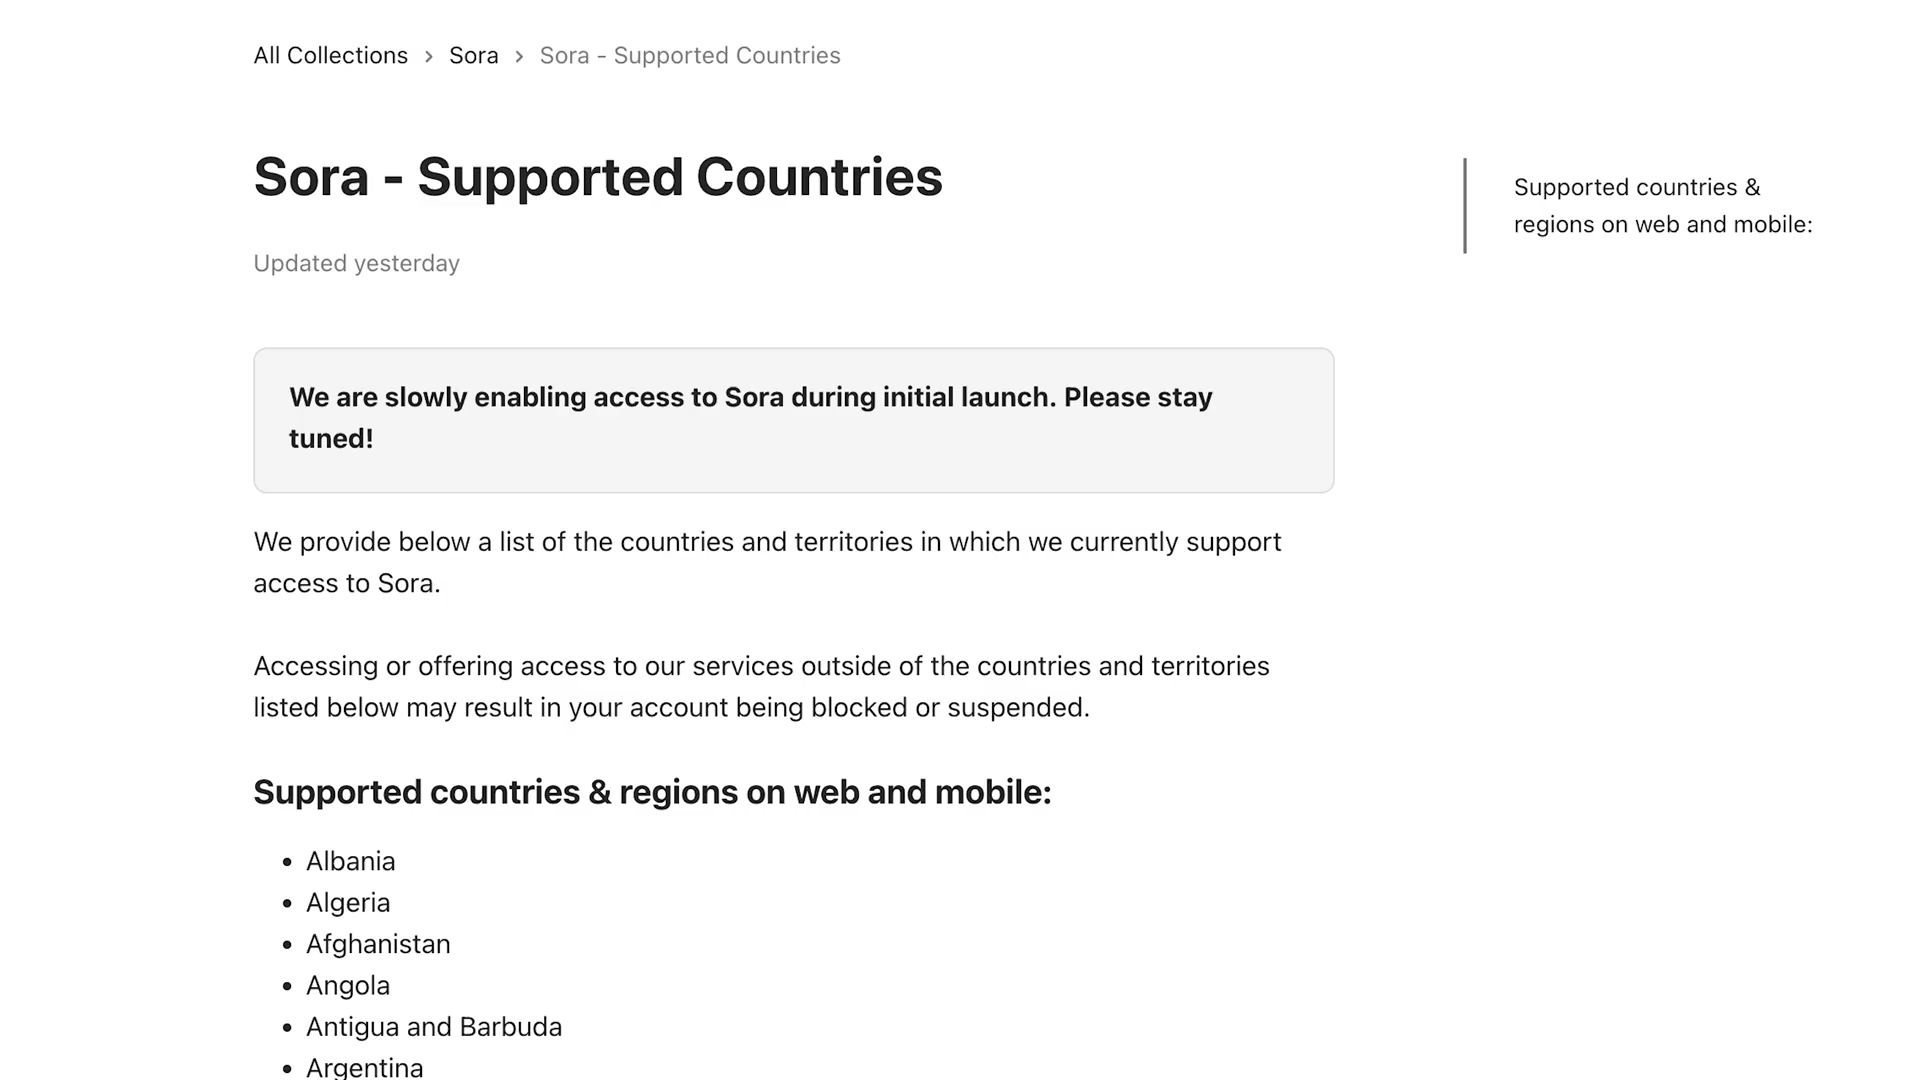 All Collections > Sora > Sora - Supported Countries
Sora - Supported Countries
Updated yesterday
We are slowly enabling access to Sora during initial launch. Please stay
tuned!
We provide below a list of the countries and territories in which we currently support
access to Sora.
Accessing or offering access to our services outside of the countries and territories
listed below may result in your account being blocked or suspended.
Supported countries & regions on web and mobile:
• Albania
• Algeria
• Afghanistan
• Angola
• Antigua and Barbuda
• Argentina
Supported countries &
regions on web and mobile: